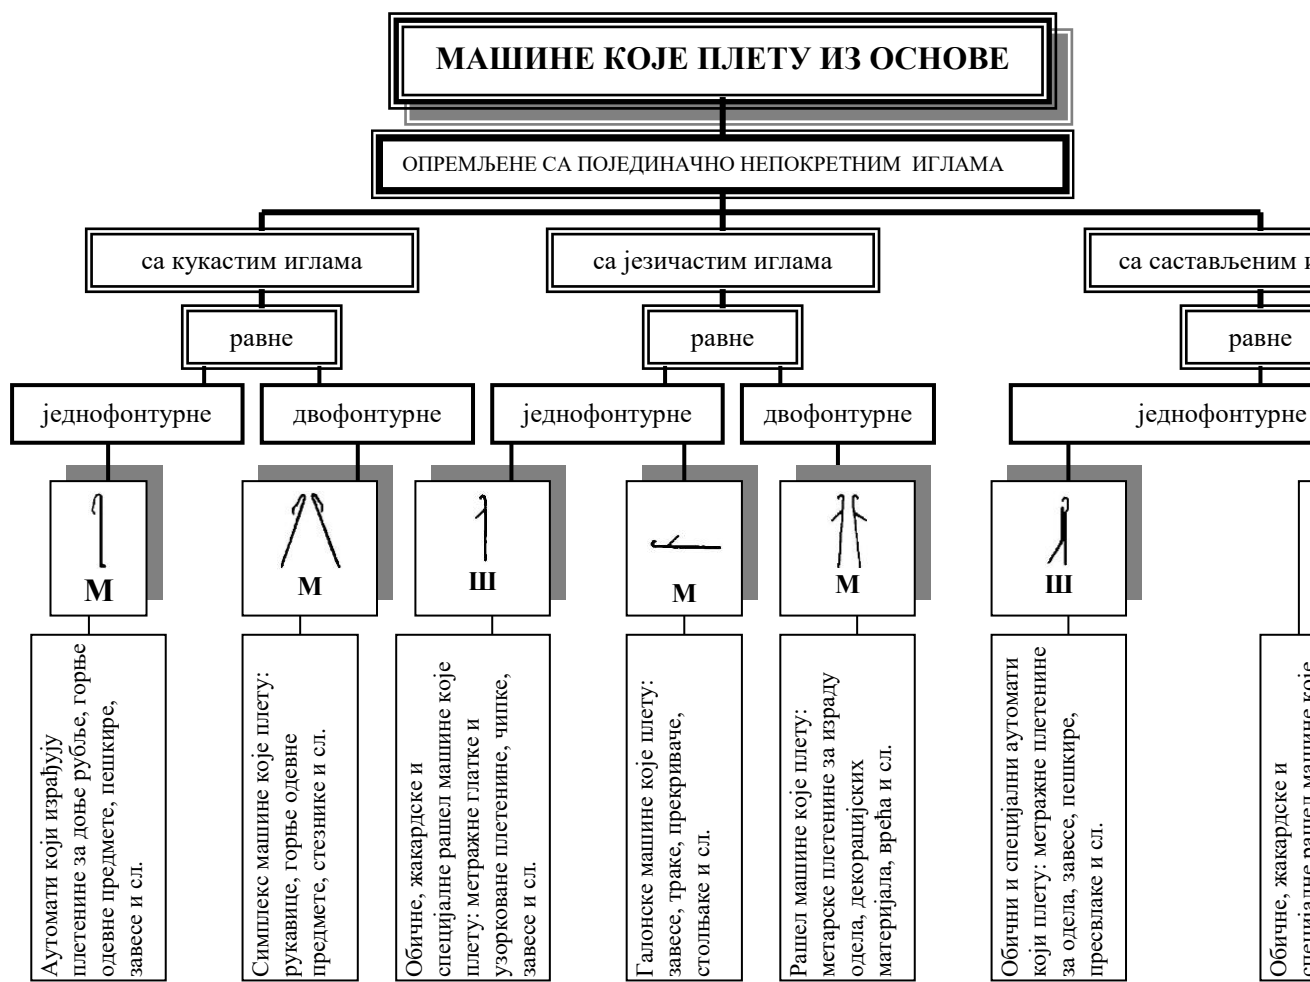 МАШИНЕ КОЈЕ ПЛЕТУ ИЗ ОСНОВЕ
ОПРЕМЉЕНЕ СА ПОЈЕДИНАЧНО НЕПОКРЕТНИМ ИГЛАМА
са кукастим иглама
са језичастим иглама
са састављеним
равне
равне
равне
једнофонтурне
двофонтурне
једнофонтурне
двофонтурне
једнофонтурне
М
М
Ш
М
М
Ш
Аутомати који израђују
плетенине за доње рубље, горње
одевне предмете, пешкире,
завесе и сл.
Симплекс машине које плету:
рукавице, горње одевне
предмете, стезнике и сл.
Обичне, жакардске и
специјалне рашел машине које
плету: метражне глатке и
узорковане плетенине, чипке,
завесе и сл.
Галонске машине које плету:
завесе, траке, прекриваче,
столњаке и сл.
Рашел машине које плету:
метарске плетенине за израду
одела, декорацијских
материјала, врећа и сл.
Обични и специјални аутомати
који плету: метражне плетенине
за одела, завесе, пешкире,
пресвлаке и сл.
Обичне, жакардске и
специјалне рашел машине које